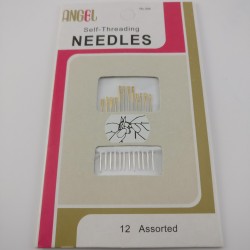 ANGEL
Self-Threading
NEEDLES
12 Assorted